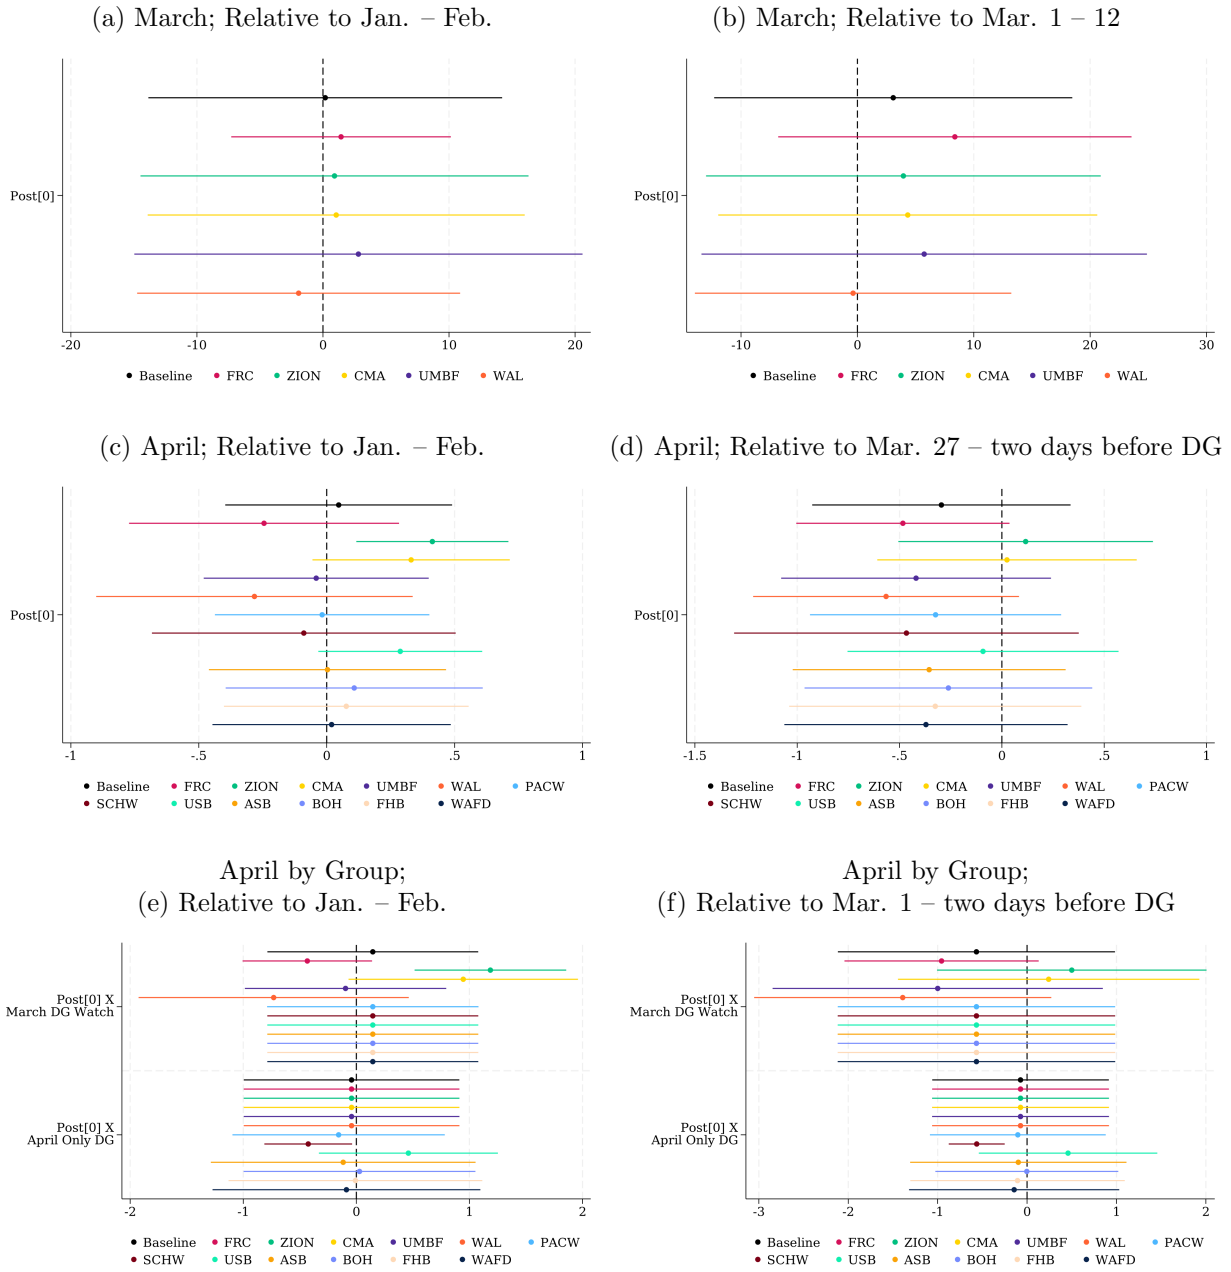 (a) March; Relative to Jan. – Feb.
Post[0]
-20 -10 0 10 20
Baseline FRC ZION CMA UMBF WAL
(b) March; Relative to Mar. 1 – 12
Post[0]
-10 0 10 20 30
Baseline FRC ZION CMA UMBF WAL
(c) April; Relative to Jan. – Feb.
Post[0]
-1 -.5 0 .5 1
Baseline FRC ZION CMA UMBF WAL PACW
SCHW USB ASB BOH FHB WAFD
(d) April; Relative to Mar. 27 – two days before DG
Post[0]
-1.5 -1 -.5 0 .5 1
Baseline FRC ZION CMA UMBF WAL PACW
SCHW USB ASB BOH FHB WAFD
April by Group;
(e) Relative to Jan. – Feb.
Post[0] X
March DG Watch
Post[0] X
April Only DG
-2 -1 0 1 2
Baseline FRC ZION CMA UMBF WAL PACW
SCHW USB ASB BOH FHB WAFD
April by Group;
(f) Relative to Mar. 1 – two days before DG
Post[0] X
March DG Watch
Post[0] X
April Only DG
-3 -2 -1 0 1 2
Baseline FRC ZION CMA UMBF WAL PACW
SCHW USB ASB BOH FHB WAFD